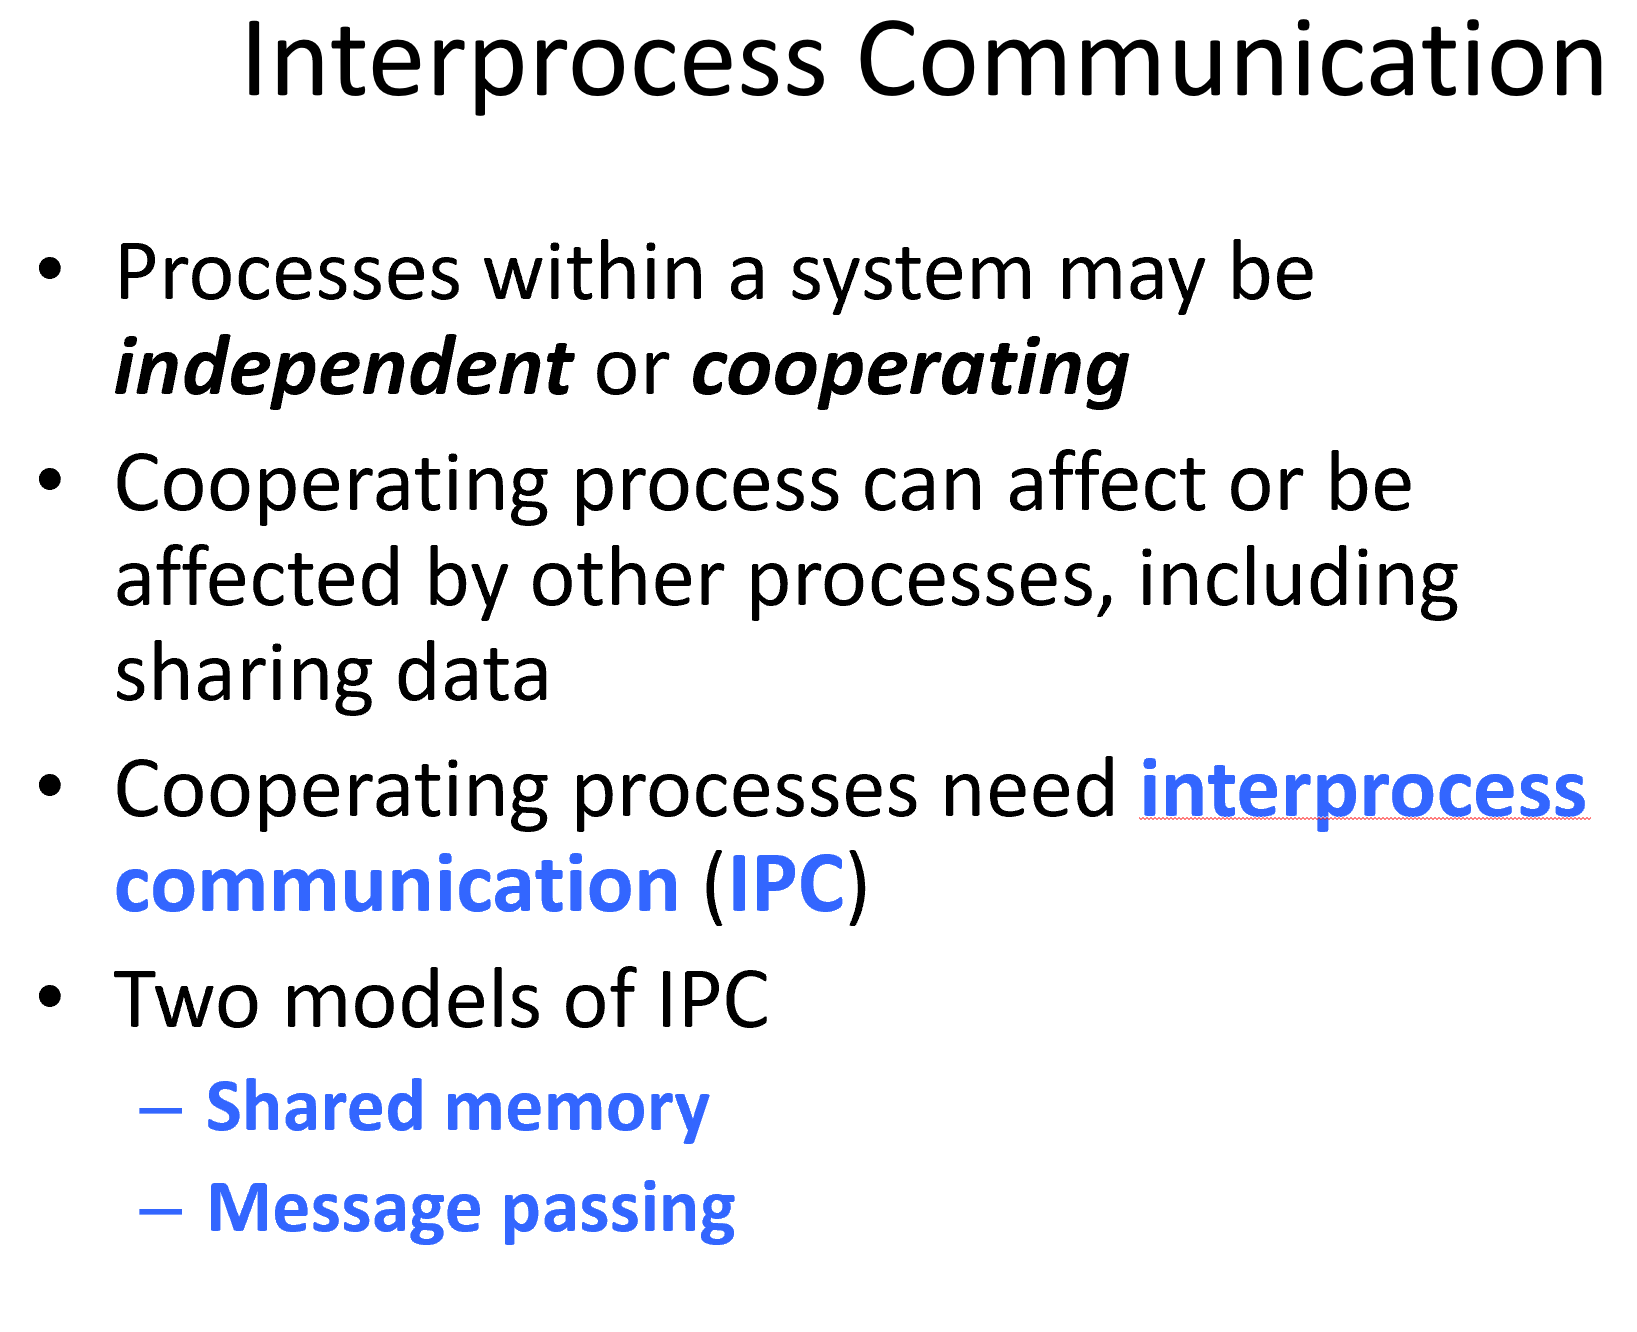 Interprocess Communication
• Processes within a system may be
independent or cooperating
• Cooperating process can affect or be
affected by other processes, including
sharing data
• Cooperating processes need interprocess
communication (IPC)
• Two models of IPC
– Shared memory
– Message passing